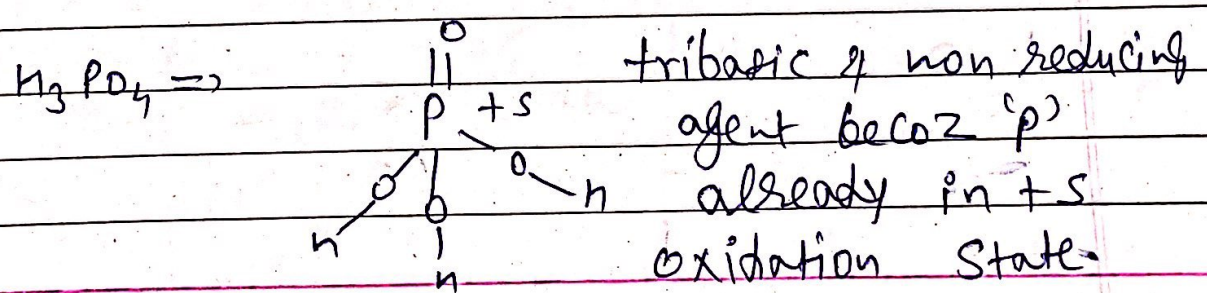 O
H₃PO₄ ⇒ || tribasic & non reducing
P +5 agent becoz 'P'
O O O—H already in +5
H H oxidation state.